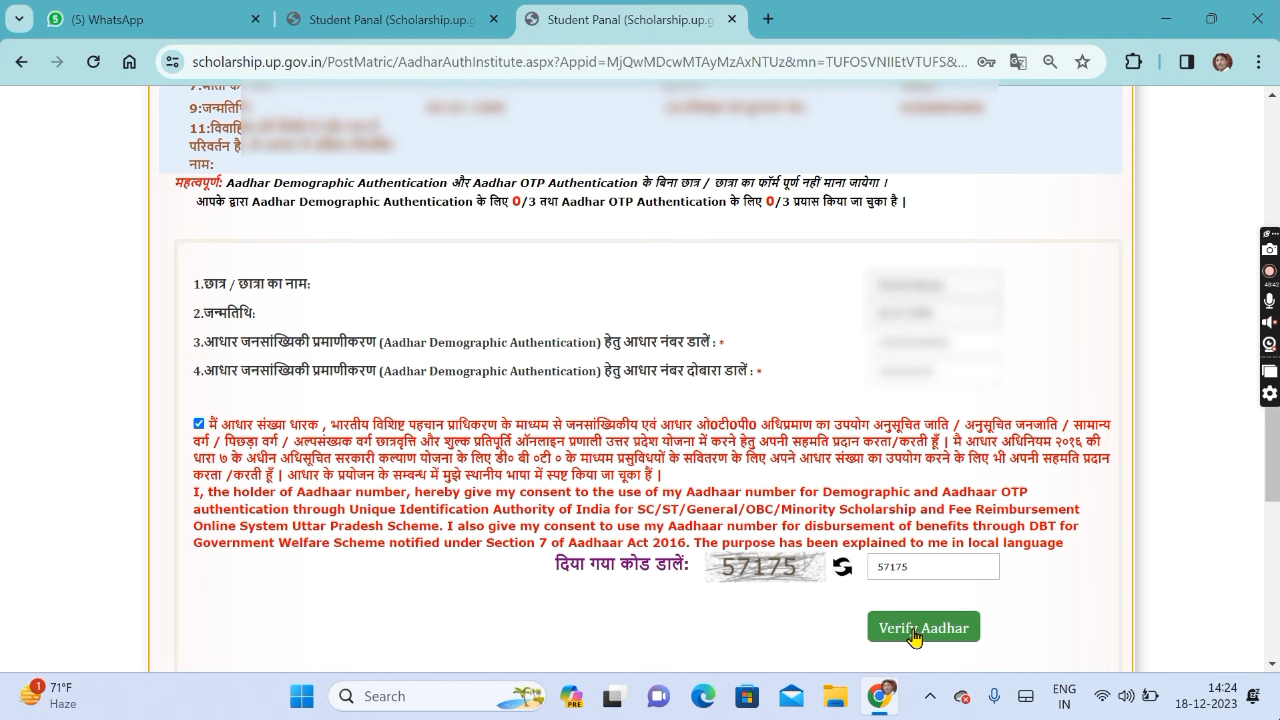 (5) WhatsApp
Student Panal (Scholarship.up.g
Student Panal (Scholarship.up.g
scholarship.up.gov.in/PostMatric/AadharAuthInstitute.aspx?Appid=MjQwMDcwMTAyMzAxNTUz&mn=TUFOSVNIIEtVTUFS&...
9:जन्मतिथि
11:विवाहि
परिवर्तन है
नाम:
महत्वपूर्ण: Aadhar Demographic Authentication और Aadhar OTP Authentication के बिना छात्र / छात्रा का फॉर्म पूर्ण नहीं माना जायेगा ।
आपके द्वारा Aadhar Demographic Authentication के लिए 0/3 तथा Aadhar OTP Authentication के लिए 0/3 प्रयास किया जा चुका है |
1.छात्र / छात्रा का नाम:
2.जन्मतिथि:
3.आधार जनसांख्यिकी प्रमाणीकरण (Aadhar Demographic Authentication) हेतु आधार नंबर डालें : *
4.आधार जनसांख्यिकी प्रमाणीकरण (Aadhar Demographic Authentication) हेतु आधार नंबर दोबारा डालें : *
मैं आधार संख्या धारक , भारतीय विशिष्ट पहचान प्राधिकरण के माध्यम से जनसांख्यिकीय एवं आधार ओ0टी0पी0 अधिप्रमाण का उपयोग अनुसूचित जाति / अनुसूचित जनजाति / सामान्य
वर्ग / पिछड़ा वर्ग / अल्पसंख्यक वर्ग छात्रवृत्ति और शुल्क प्रतिपूर्ति ऑनलाइन प्रणाली उत्तर प्रदेश योजना में करने हेतु अपनी सहमति प्रदान करता/करती हूँ | मै आधार अधिनियम २०१६ की
धारा ७ के अधीन अधिसूचित सरकारी कल्याण योजना के लिए डी० बी ०टी ० के माध्यम प्रसुविधयों के सवितरण के लिए अपने आधार संख्या का उपयोग करने के लिए भी अपनी सहमति प्रदान
करता /करती हूँ | आधार के प्रयोजन के सम्वन्ध में मुझे स्थानीय भाषा में स्पष्ट किया जा चूका हैं |
I, the holder of Aadhaar number, hereby give my consent to the use of my Aadhaar number for Demographic and Aadhaar OTP
authentication through Unique Identification Authority of India for SC/ST/General/OBC/Minority Scholarship and Fee Reimbursement
Online System Uttar Pradesh Scheme. I also give my consent to use my Aadhaar number for disbursement of benefits through DBT for
Government Welfare Scheme notified under Section 7 of Aadhaar Act 2016. The purpose has been explained to me in local language
दिया गया कोड डालें: 57175 57175
Verify Aadhar
48:42
1
71°F
Haze
Search
PRE
ENG
IN
14:24
18-12-2023